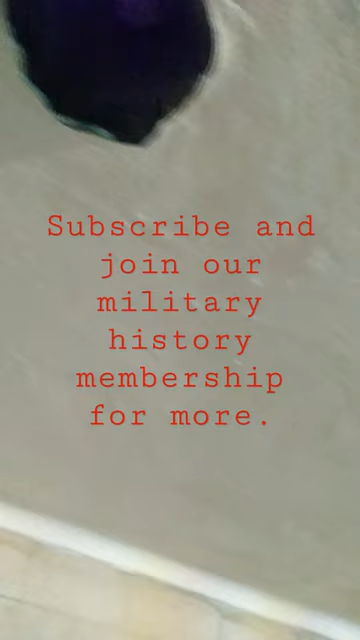 Subscribe and
join our
military
history
membership
for more.